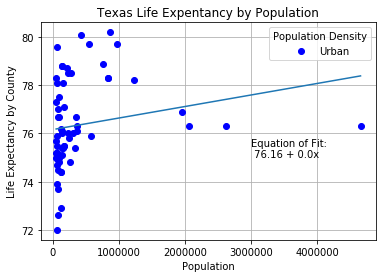 Texas Life Expentancy by Population
Life Expectancy by County
80
78
76
74
72
Population Density
Urban
Equation of Fit:
76.16 + 0.0x
0
1000000
2000000
3000000
4000000
Population